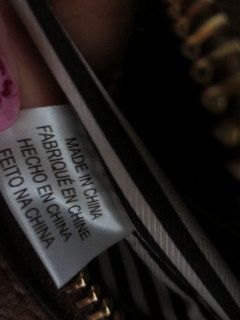 MADE IN CHINA
FABRIQUÉ EN CHINE
HECHO EN CHINA
FEITO NA CHINA